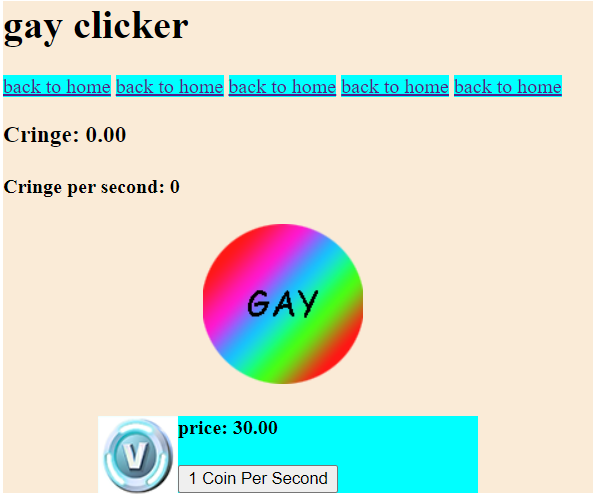 gay clicker
back to home back to home back to home back to home back to home
Cringe: 0.00
Cringe per second: 0
GAY
V
price: 30.00
1 Coin Per Second